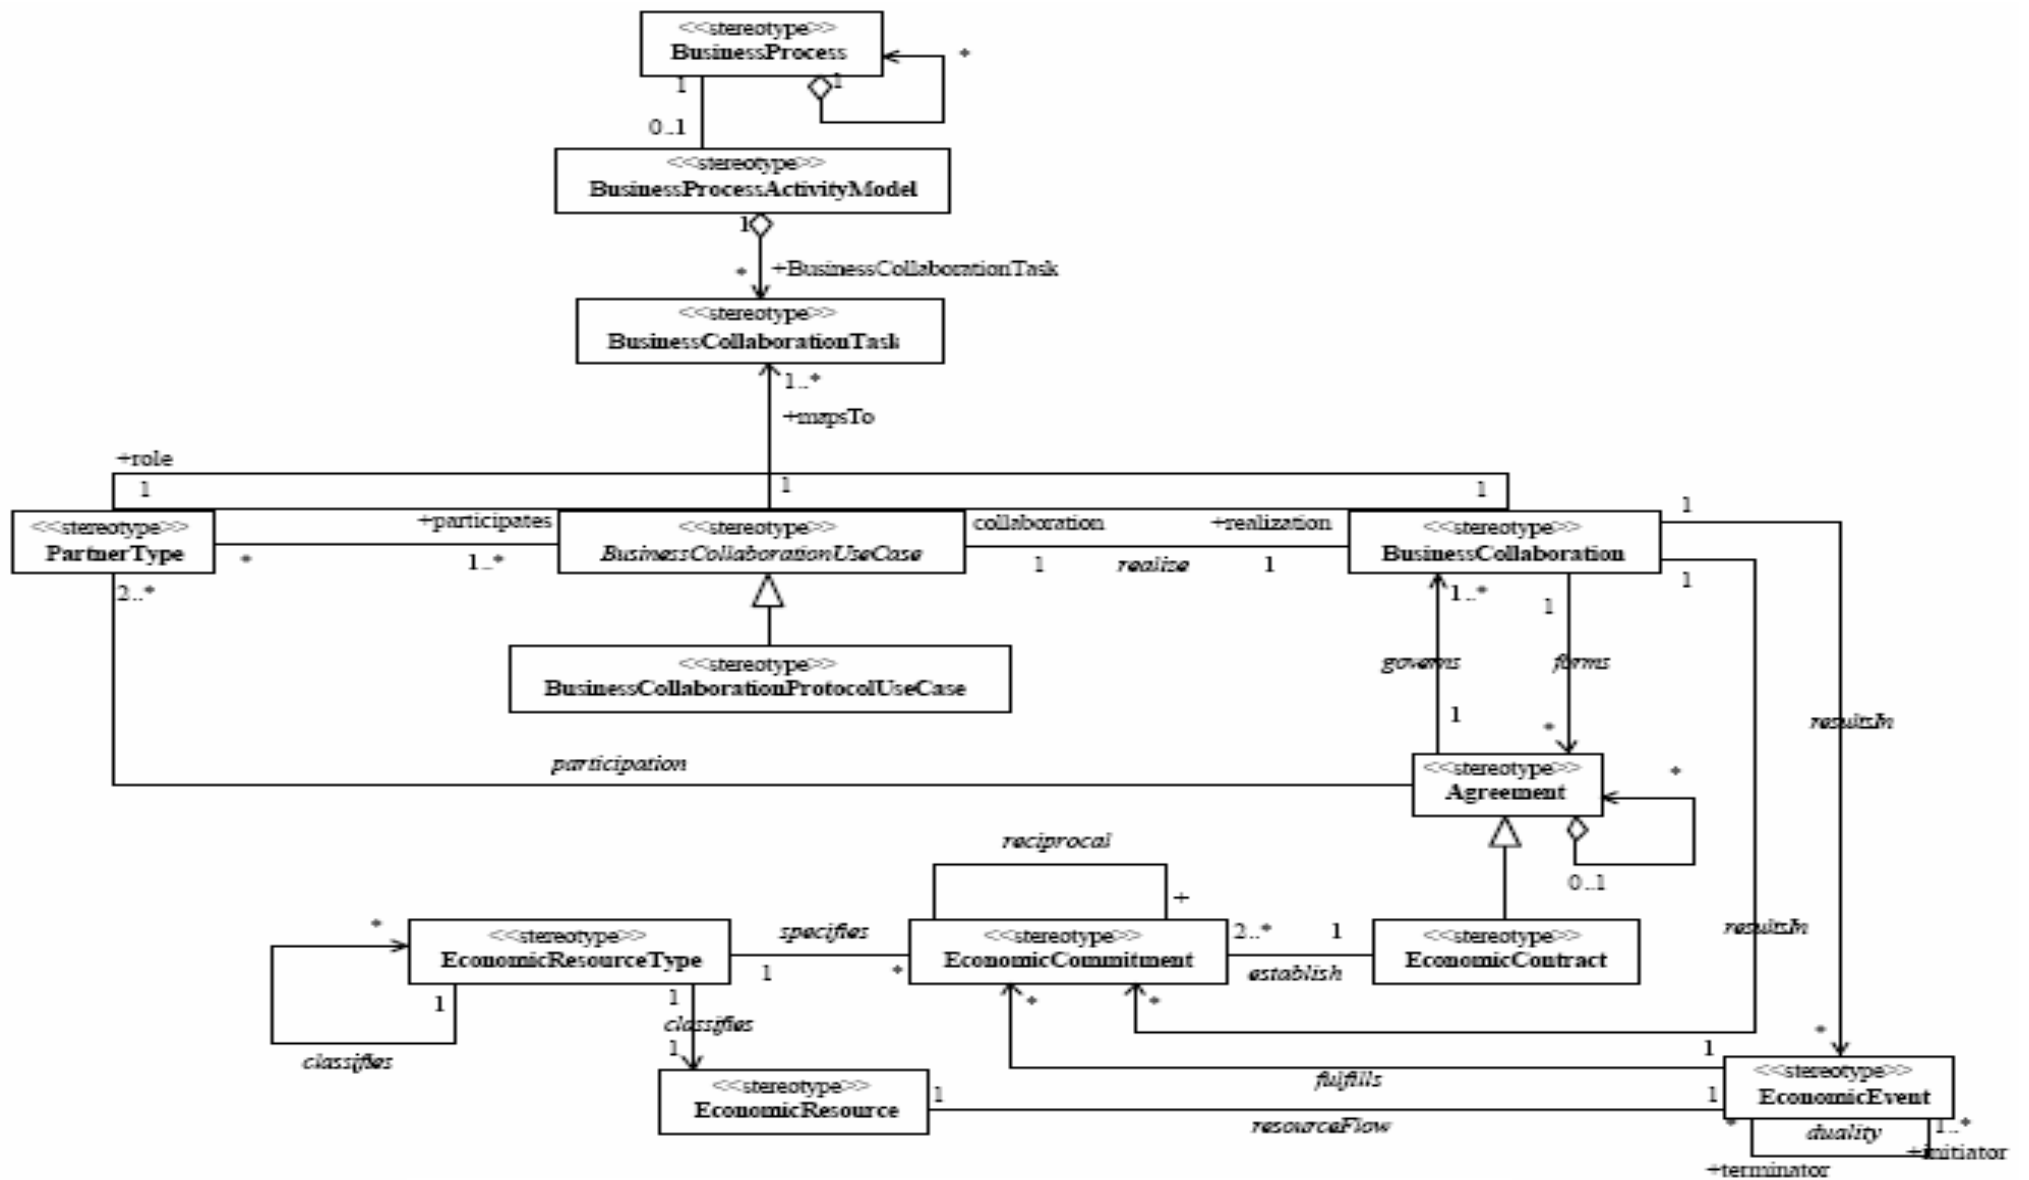 <<stereotype>>
BusinessProcess
*
1
1
0..1
<<stereotype>>
BusinessProcessActivityModel
1
*
+BusinessCollaborationTask
<<stereotype>>
BusinessCollaborationTask
1..*
+mapsTo
+role
1
1
1
1
<<stereotype>>
PartnerType
+participates
*
1..*
<<stereotype>>
BusinessCollaborationUseCase
collaboration
+realization
1
realise
1
<<stereotype>>
BusinessCollaboration
1
2..*
1..*
1
<<stereotype>>
BusinessCollaborationProtocolUseCase
governs
forms
1
*
resultsIn
participation
<<stereotype>>
Agreement
*
0..1
reciprocal
+
*
<<stereotype>>
EconomicResourceType
specifies
1
*
<<stereotype>>
EconomicCommitment
2..*
1
establish
<<stereotype>>
EconomicContract
resultsIn
1
classifies
1
classifies
1
*
*
*
<<stereotype>>
EconomicResource
1
fulfills
1
1
resourceFlow
<<stereotype>>
EconomicEvent
*
duality
1..*
+initiator
+terminator